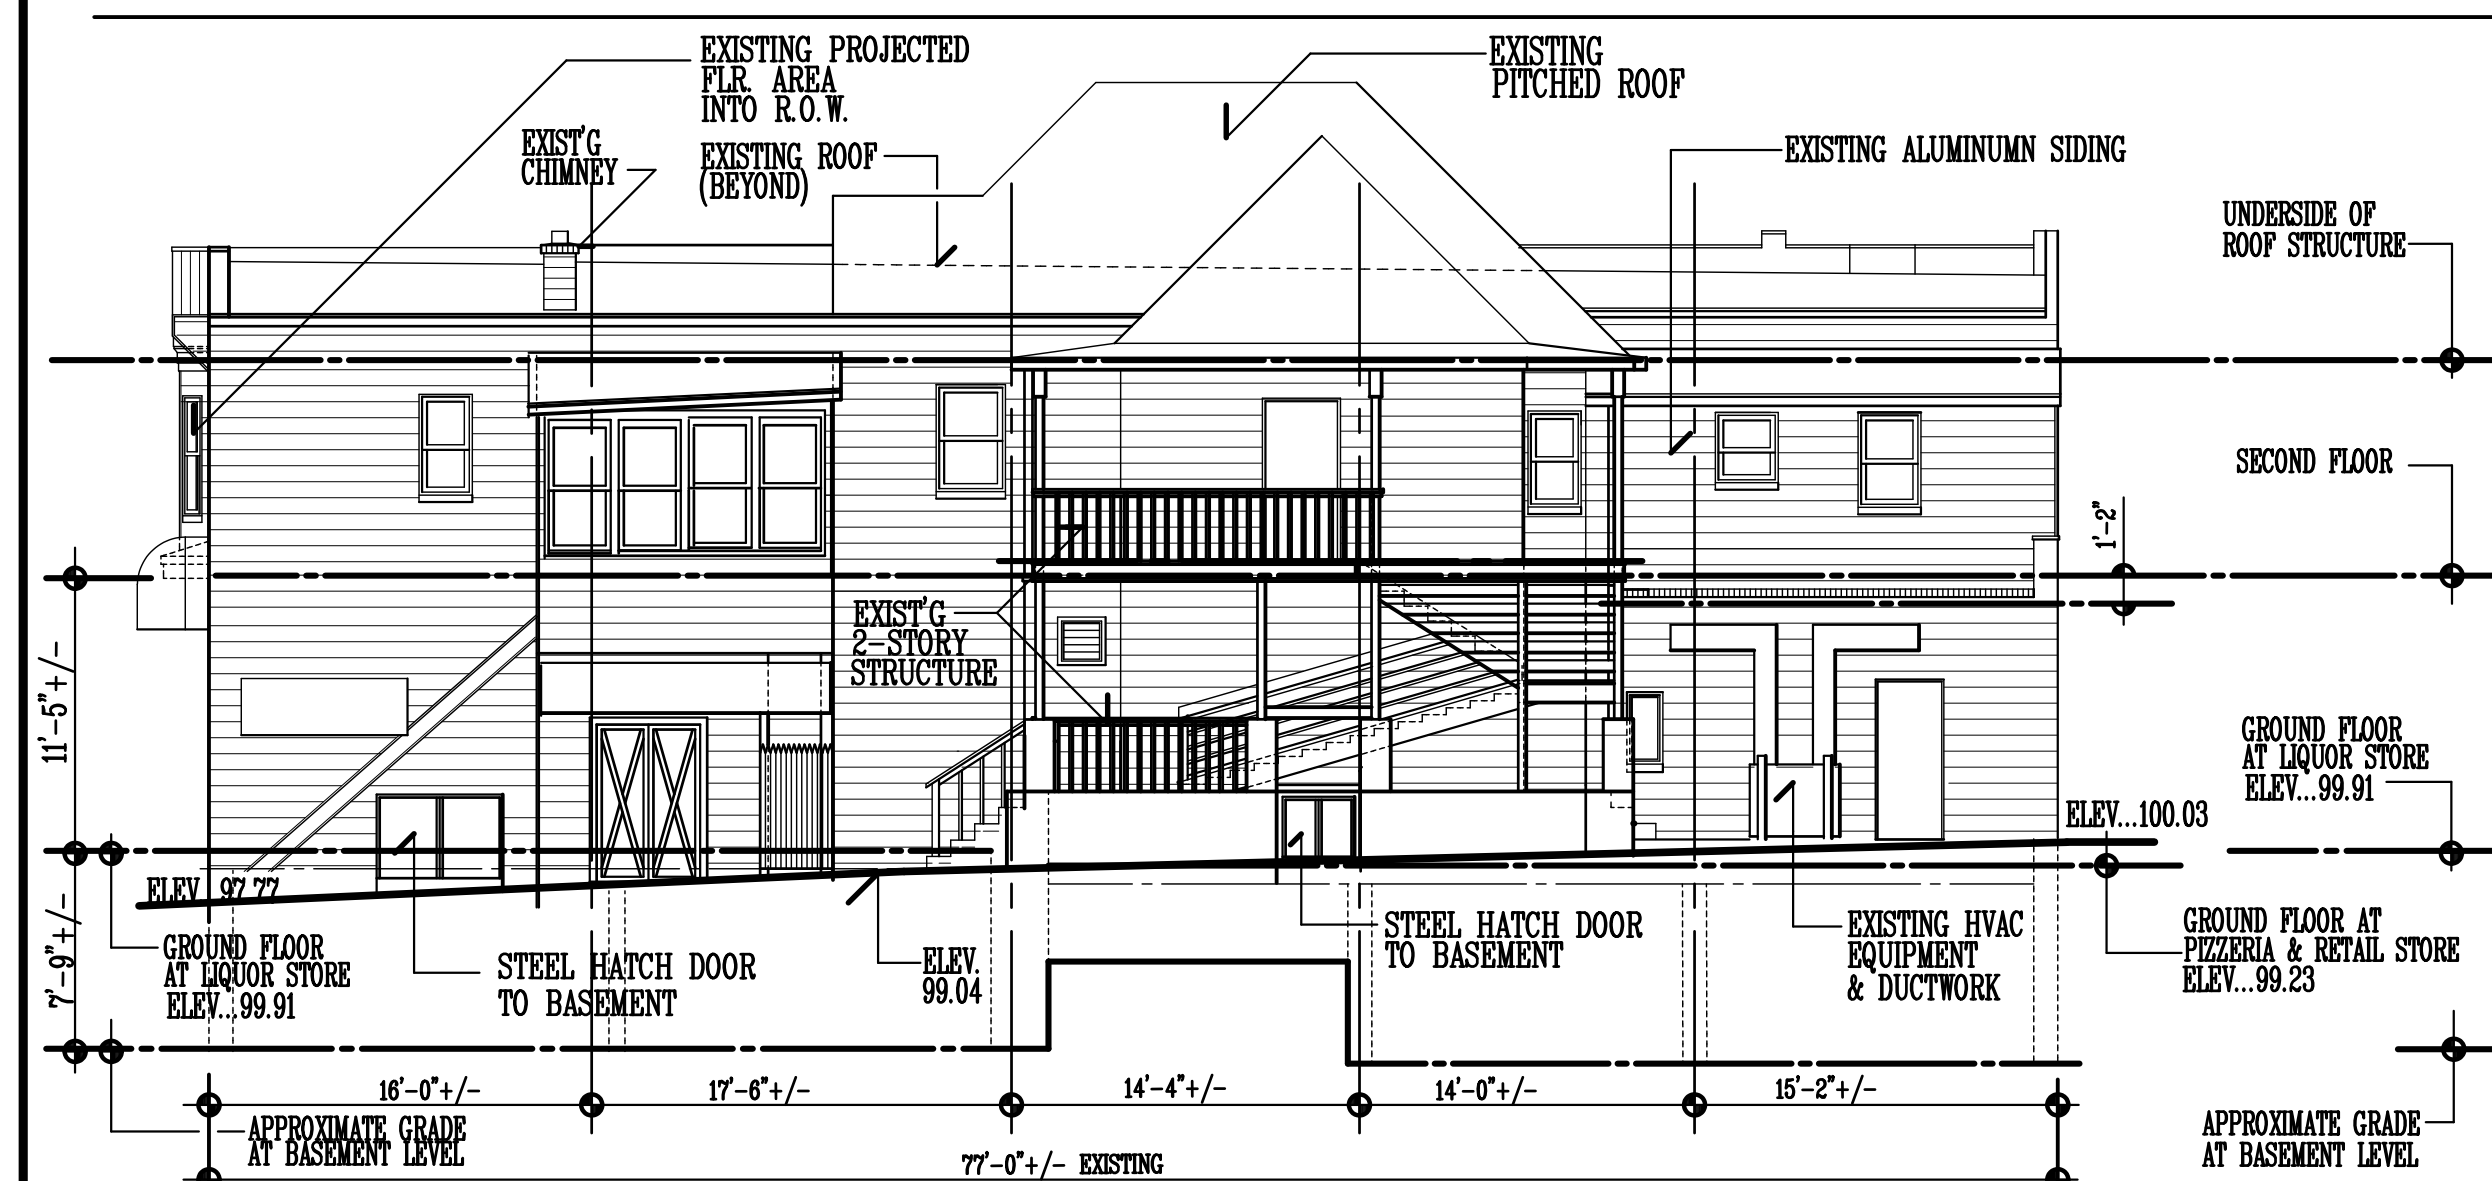 EXISTING PROJECTED
FLR. AREA
INTO R.O.W.
EXISTING
PITCHED ROOF
EXIST'G
CHIMNEY
EXISTING ROOF
(BEYOND)
EXISTING ALUMINUMN SIDING
UNDERSIDE OF
ROOF STRUCTURE
SECOND FLOOR
1'-2"
EXIST'G
2-STORY
STRUCTURE
11'-5"+/-
GROUND FLOOR
AT LIQUOR STORE
ELEV...99.91
ELEV...100.03
ELEV...97.77
7'-9"+/-
GROUND FLOOR
AT LIQUOR STORE
ELEV...99.91
STEEL HATCH DOOR
TO BASEMENT
ELEV.
99.04
STEEL HATCH DOOR
TO BASEMENT
EXISTING HVAC
EQUIPMENT
& DUCTWORK
GROUND FLOOR AT
PIZZERIA & RETAIL STORE
ELEV...99.23
16'-0"+/-
17'-6"+/-
14'-4"+/-
14'-0"+/-
15'-2"+/-
APPROXIMATE GRADE
AT BASEMENT LEVEL
77'-0"+/- EXISTING
APPROXIMATE GRADE
AT BASEMENT LEVEL